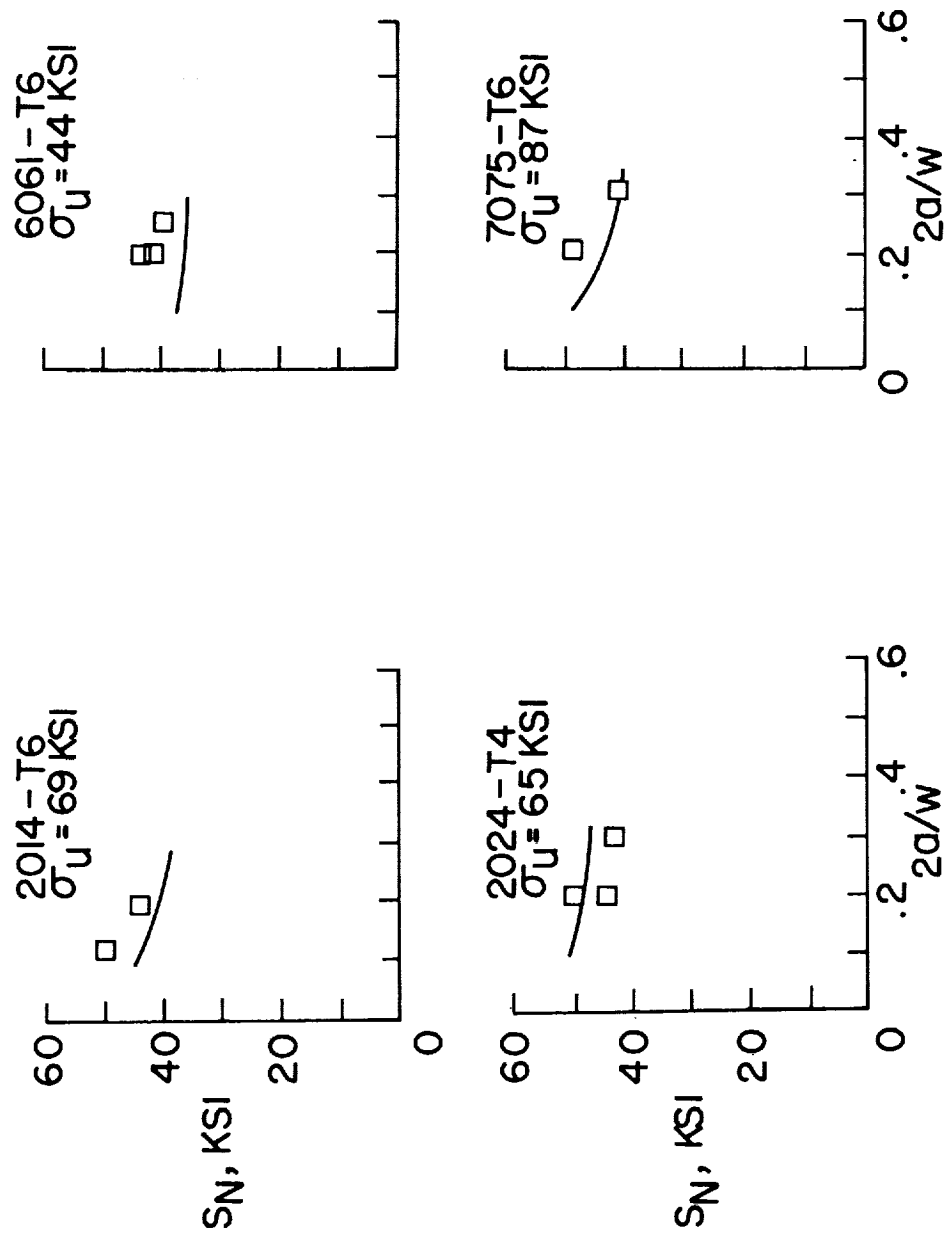 2014-T6
σu = 69 KSI
60
40
20
0
SN, KSI
6061-T6
σu = 44 KSI
2024-T4
σu = 65 KSI
60
40
20
0
SN, KSI
.2
.4
.6
2a/w
7075-T6
σu = 87 KSI
0
.2
.4
.6
2a/w